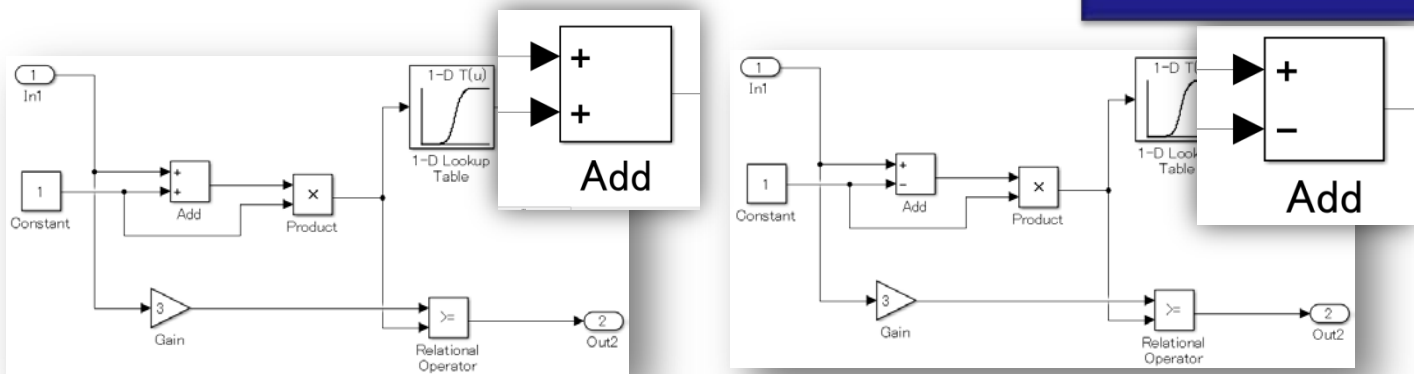 1
In1
1-D T(u)
1-D Lookup
Table
+
+
Add
+
+
Add
1
Constant
×
Product
3
Gain
>=
Relational
Operator
2
Out2
1
In1
1-D T(
1-D Look
Table
+
−
Add
+
−
Add
1
Constant
×
Product
3
Gain
>=
Relational
Operator
2
Out2